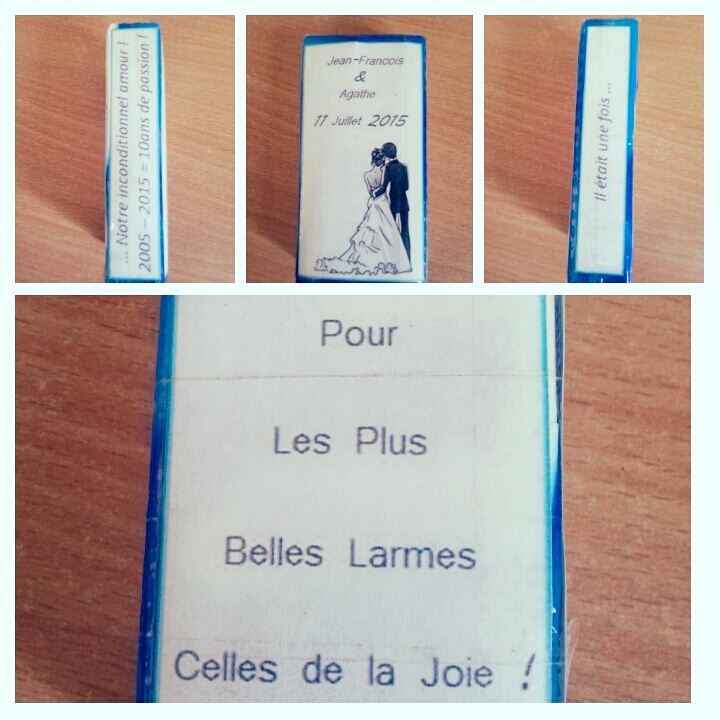 ... Notre inconditionnel amour !
2005 – 2015 = 10ans de passion !
Jean-Francois
&
Agathe
11 Juillet 2015
Il était une fois ...
Pour
Les Plus
Belles Larmes
Celles de la Joie !